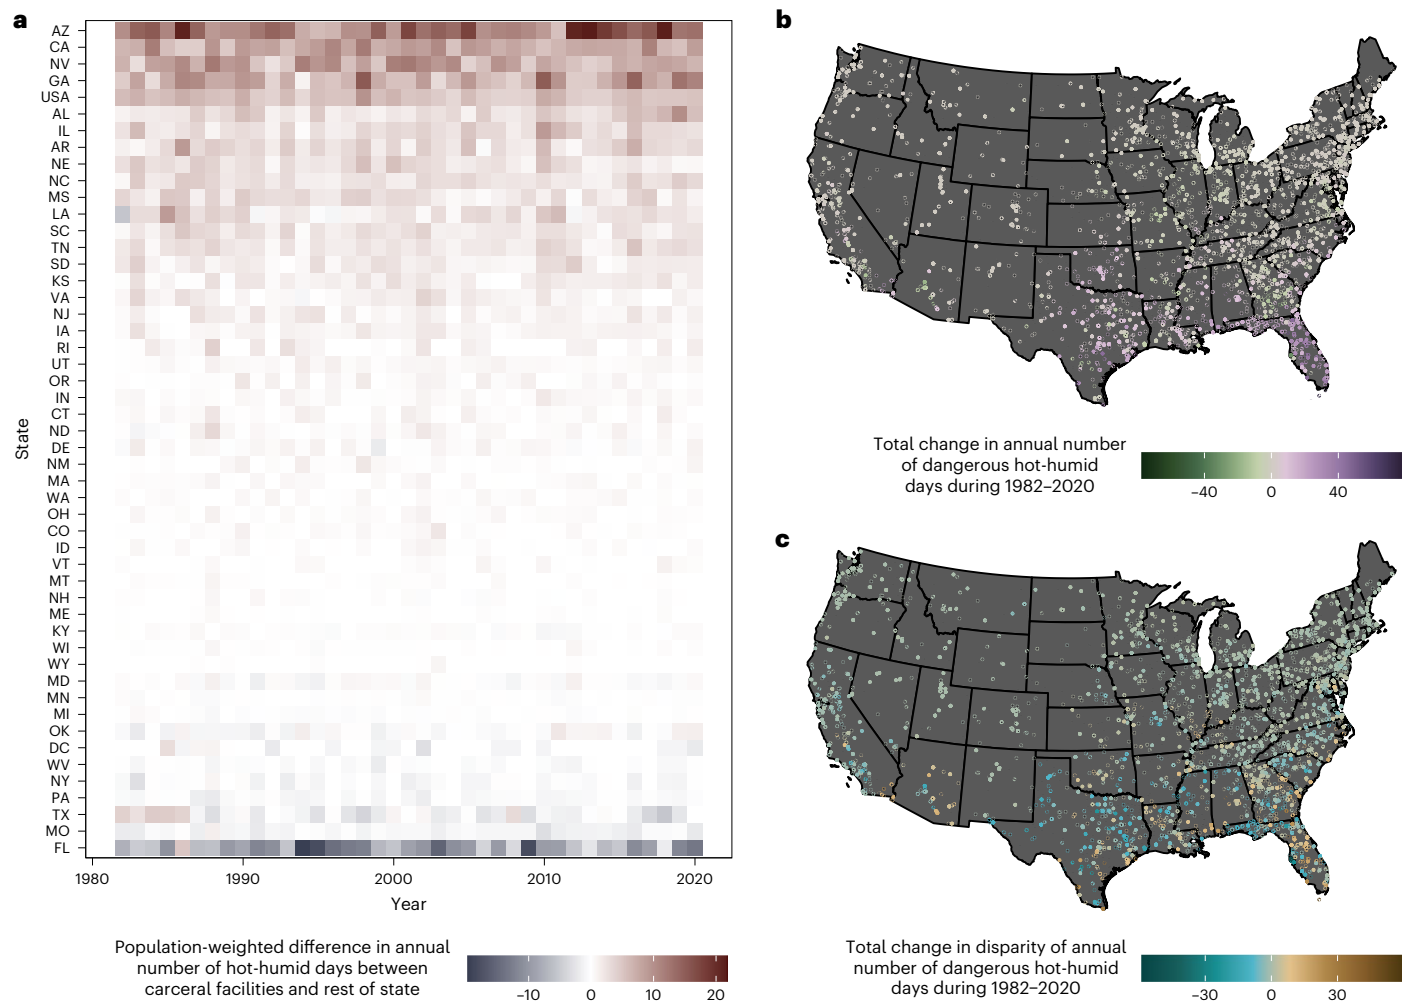 a
AZ
CA
NV
GA
USA
AL
IL
AR
NE
NC
MS
LA
SC
TN
SD
KS
VA
NJ
IA
RI
UT
OR
IN
CT
ND
DE
NM
MA
WA
OH
CO
ID
VT
MT
NH
ME
KY
WI
WY
MD
MN
MI
OK
DC
WV
NY
PA
TX
MO
FL
State
1980 1990 2000 2010 2020
Year
Population-weighted difference in annual
number of hot-humid days between
carceral facilities and rest of state
−10 0 10 20
b
Total change in annual number
of dangerous hot-humid
days during 1982–2020
−40 0 40
c
Total change in disparity of annual
number of dangerous hot-humid
days during 1982–2020
−30 0 30